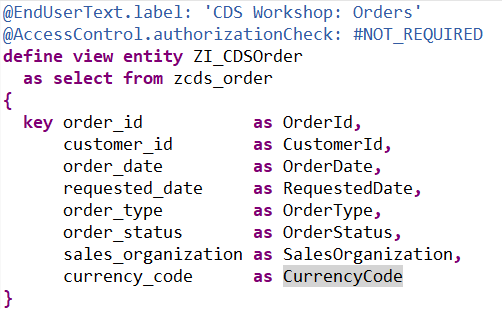 @EndUserText.label: 'CDS Workshop: Orders'
@AccessControl.authorizationCheck: #NOT_REQUIRED
define view entity ZI_CDSOrder
  as select from zcds_order
{
  key order_id           as OrderId,
      customer_id        as CustomerId,
      order_date         as OrderDate,
      requested_date     as RequestedDate,
      order_type         as OrderType,
      order_status       as OrderStatus,
      sales_organization as SalesOrganization,
      currency_code      as CurrencyCode
}